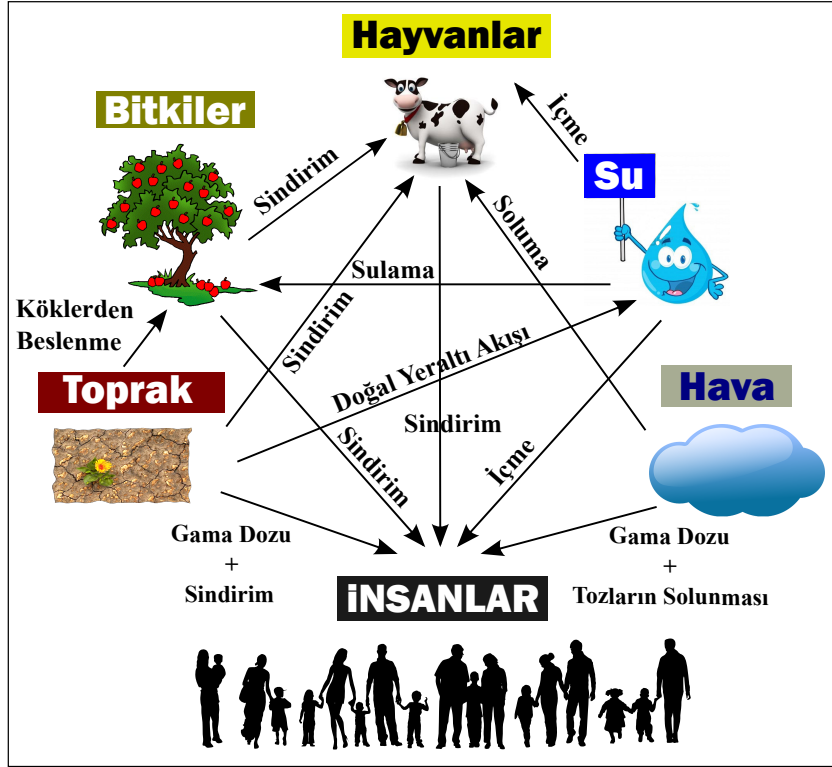 Hayvanlar
Bitkiler
İçme
Sindirim
Su
Soluma
Sulama
Köklerden
Beslenme
Sindirim
Doğal Yeraltı Akışı
Toprak
Hava
Sindirim
Sindirim
İçme
Gama Dozu
+
Sindirim
Gama Dozu
+
Tozların Solunması
iNSANLAR